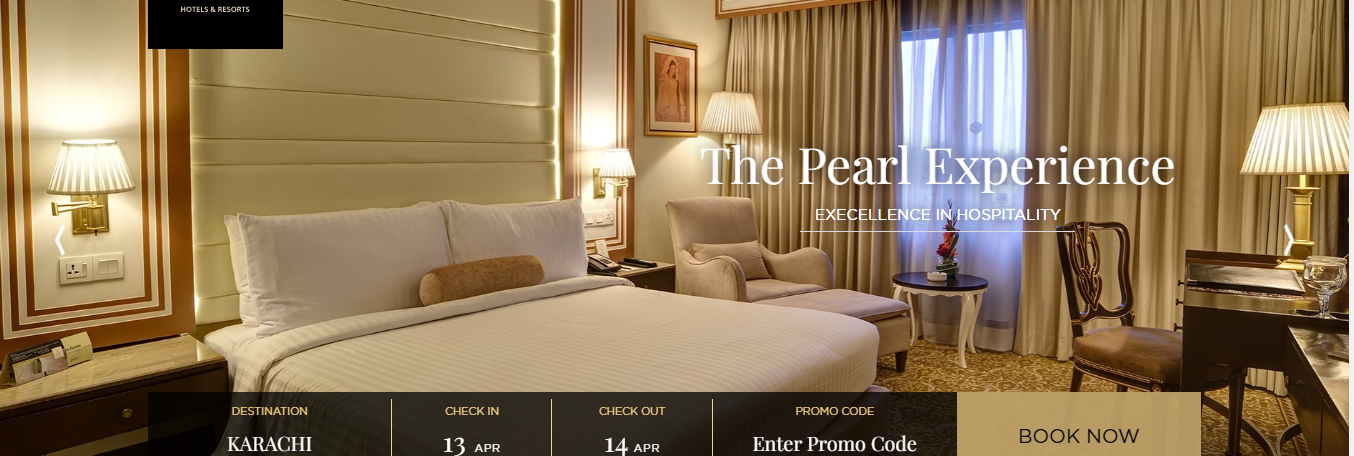 HOTELS & RESORTS
The Pearl Experience
EXECELLENCE IN HOSPITALITY
DESTINATION CHECK IN CHECK OUT PROMO CODE
KARACHI 13 APR 14 APR Enter Promo Code
BOOK NOW